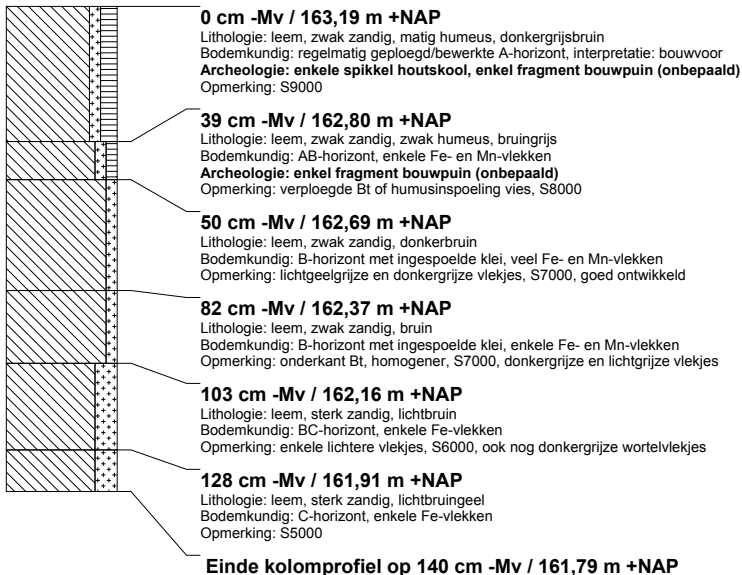 0 cm -Mv / 163,19 m +NAP
Lithologie: leem, zwak zandig, matig humeus, donkergrijsbruin
Bodemkundig: regelmatig geploegd/bewerkte A-horizont, interpretatie: bouwvoor
Archeologie: enkele spikkel houtskool, enkel fragment bouwpuin (onbepaald)
Opmerking: S9000
39 cm -Mv / 162,80 m +NAP
Lithologie: leem, zwak zandig, zwak humeus, bruingrijs
Bodemkundig: AB-horizont, enkele Fe- en Mn-vlekken
Archeologie: enkel fragment bouwpuin (onbepaald)
Opmerking: verploegde Bt of humusinspoeling vies, S8000
50 cm -Mv / 162,69 m +NAP
Lithologie: leem, zwak zandig, donkerbruin
Bodemkundig: B-horizont met ingespoelde klei, veel Fe- en Mn-vlekken
Opmerking: lichtgeelgrijze en donkergrijze vlekjes, S7000, goed ontwikkeld
82 cm -Mv / 162,37 m +NAP
Lithologie: leem, zwak zandig, bruin
Bodemkundig: B-horizont met ingespoelde klei, enkele Fe- en Mn-vlekken
Opmerking: onderkant Bt, homogener, S7000, donkergrijze en lichtgrijze vlekjes
103 cm -Mv / 162,16 m +NAP
Lithologie: leem, sterk zandig, lichtbruin
Bodemkundig: BC-horizont, enkele Fe-vlekken
Opmerking: enkele lichtere vlekjes, S6000, ook nog donkergrijze wortelvlekjes
128 cm -Mv / 161,91 m +NAP
Lithologie: leem, sterk zandig, lichtbruingeel
Bodemkundig: C-horizont, enkele Fe-vlekken
Opmerking: S5000
Einde kolomprofiel op 140 cm -Mv / 161,79 m +NAP